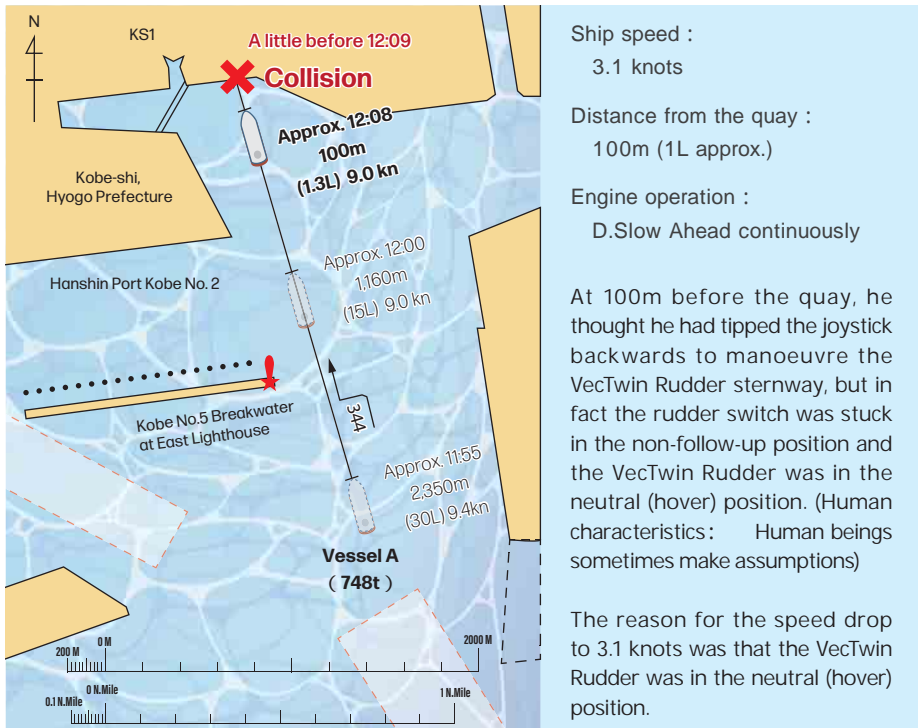 N
KS1
A little before 12:09
Collision
Approx. 12:08
100m
(1.3L) 9.0 kn
Kobe-shi,
Hyogo Prefecture
Approx. 12:00
1,160m
(15L) 9.0 kn
Hanshin Port Kobe No. 2
Kobe No.5 Breakwater
at East Lighthouse
344
Approx. 11:55
2,350m
(30L) 9.4kn
Vessel A
( 748t )
200 M
0 M
2000 M
0.1 N.Mile
0 N.Mile
1 N.Mile
Ship speed :
3.1 knots
Distance from the quay :
100m (1L approx.)
Engine operation :
D.Slow Ahead continuously
At 100m before the quay, he
thought he had tipped the joystick
backwards to manoeuvre the
VecTwin Rudder sternway, but in
fact the rudder switch was stuck
in the non-follow-up position and
the VecTwin Rudder was in the
neutral (hover) position. (Human
characteristics : Human beings
sometimes make assumptions)
The reason for the speed drop
to 3.1 knots was that the VecTwin
Rudder was in the neutral (hover)
position.